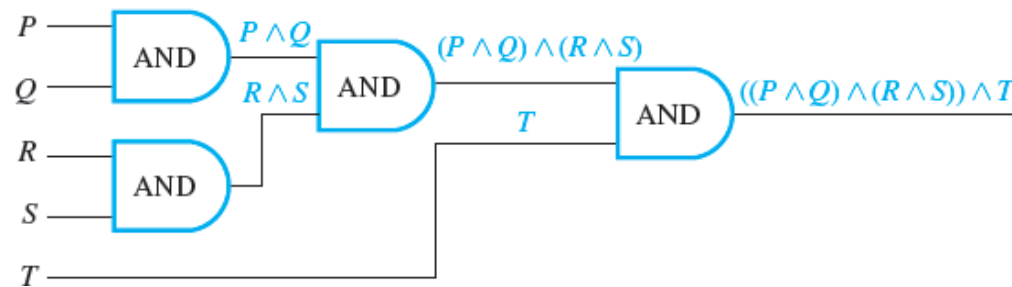 P
Q
AND
P ∧ Q
AND
(P ∧ Q) ∧ (R ∧ S)
R ∧ S
AND
((P ∧ Q) ∧ (R ∧ S)) ∧ T
T
R
S
AND
T